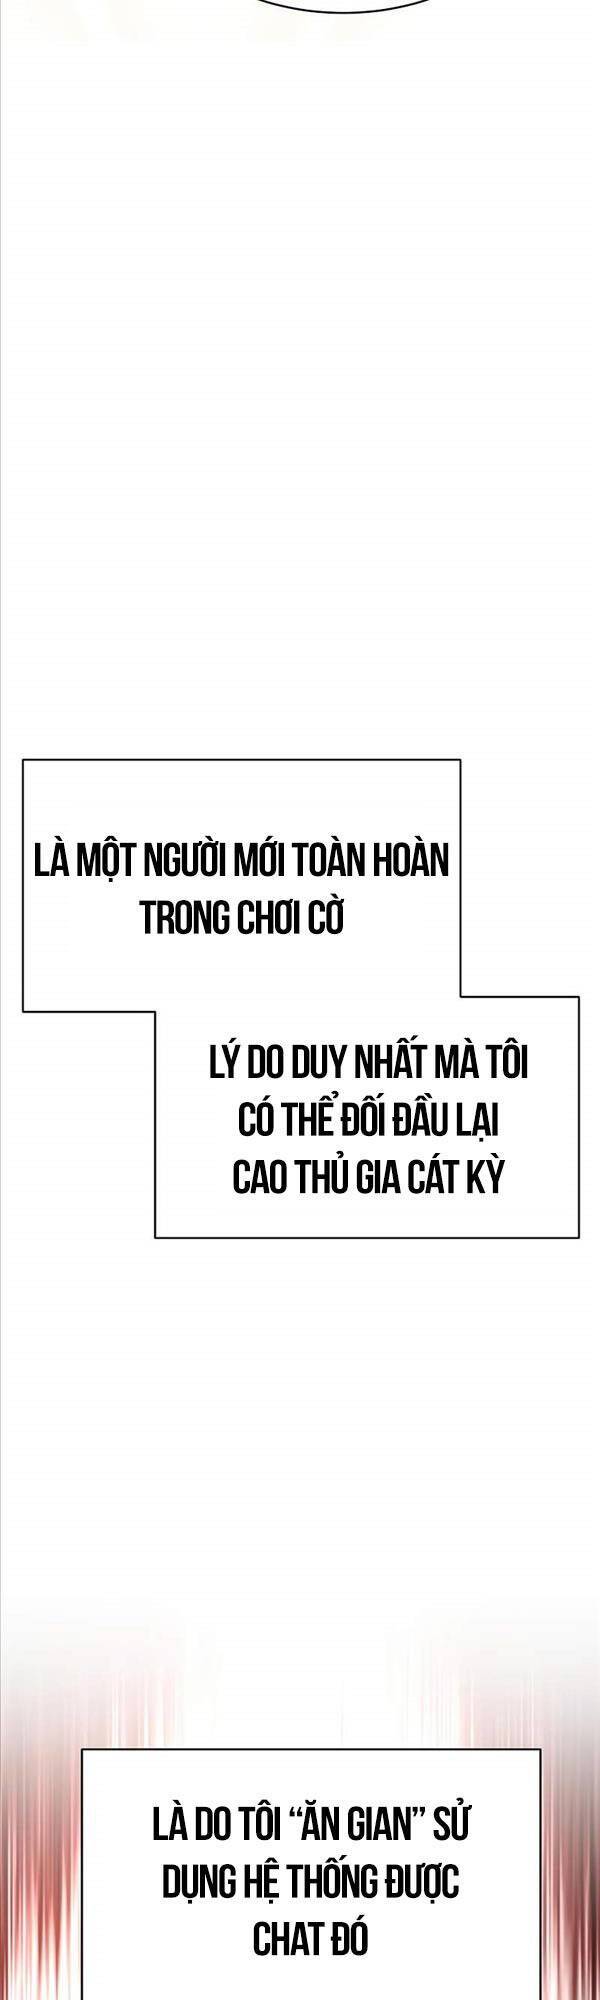 LÀ MỘT NGƯỜI MỚI TOÀN HOÀN
TRONG CHƠI CỜ
LÝ DO DUY NHẤT MÀ TÔI
CÓ THỂ ĐỐI ĐẦU LẠI
CAO THỦ GIA CÁT KỲ
LÀ DO TÔI “ĂN GIAN” SỬ
DỤNG HỆ THỐNG ĐƯỢC
CHAT ĐÓ